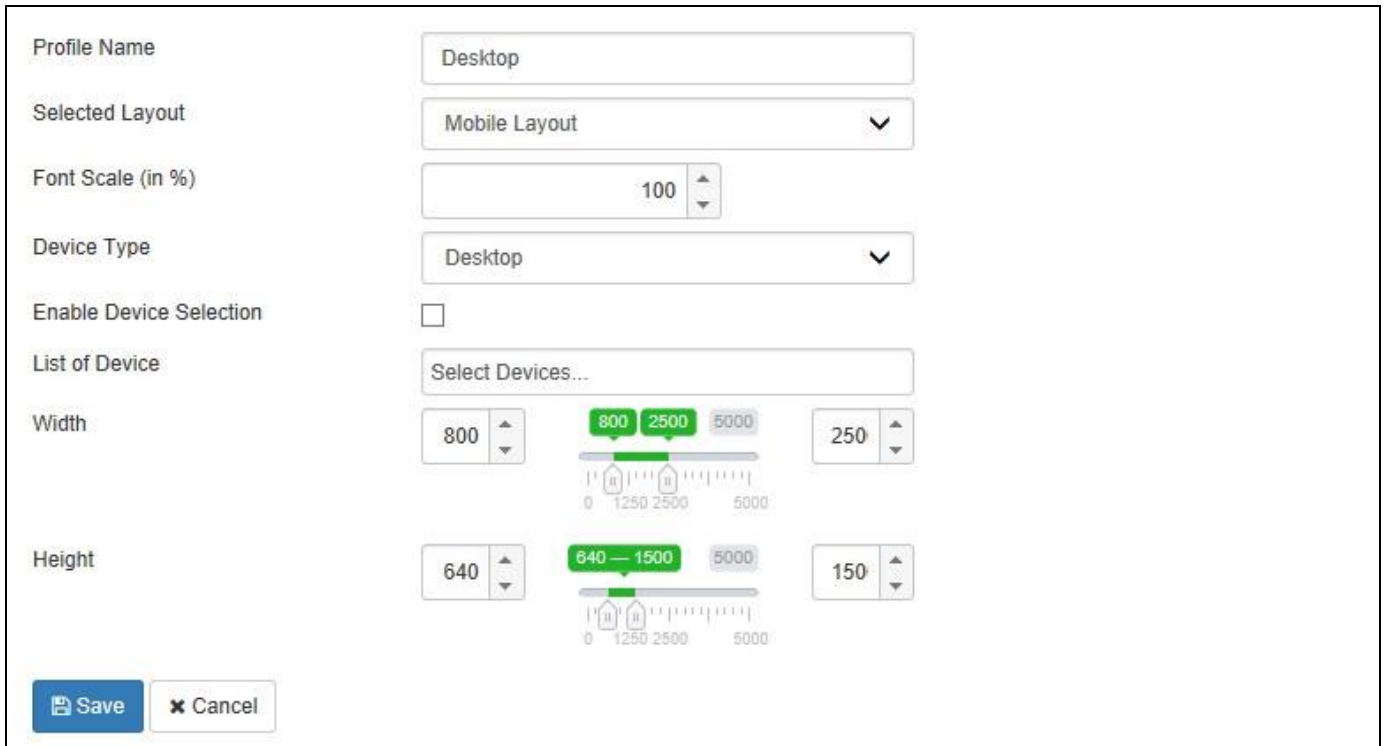 Profile Name
Desktop
Selected Layout
Mobile Layout
Font Scale (in %)
100
Device Type
Desktop
Enable Device Selection
List of Device
Select Devices...
Width
800
800 2500 5000
0 1250 2500 5000
250
Height
640
640 — 1500 5000
0 1250 2500 5000
150
Save Cancel